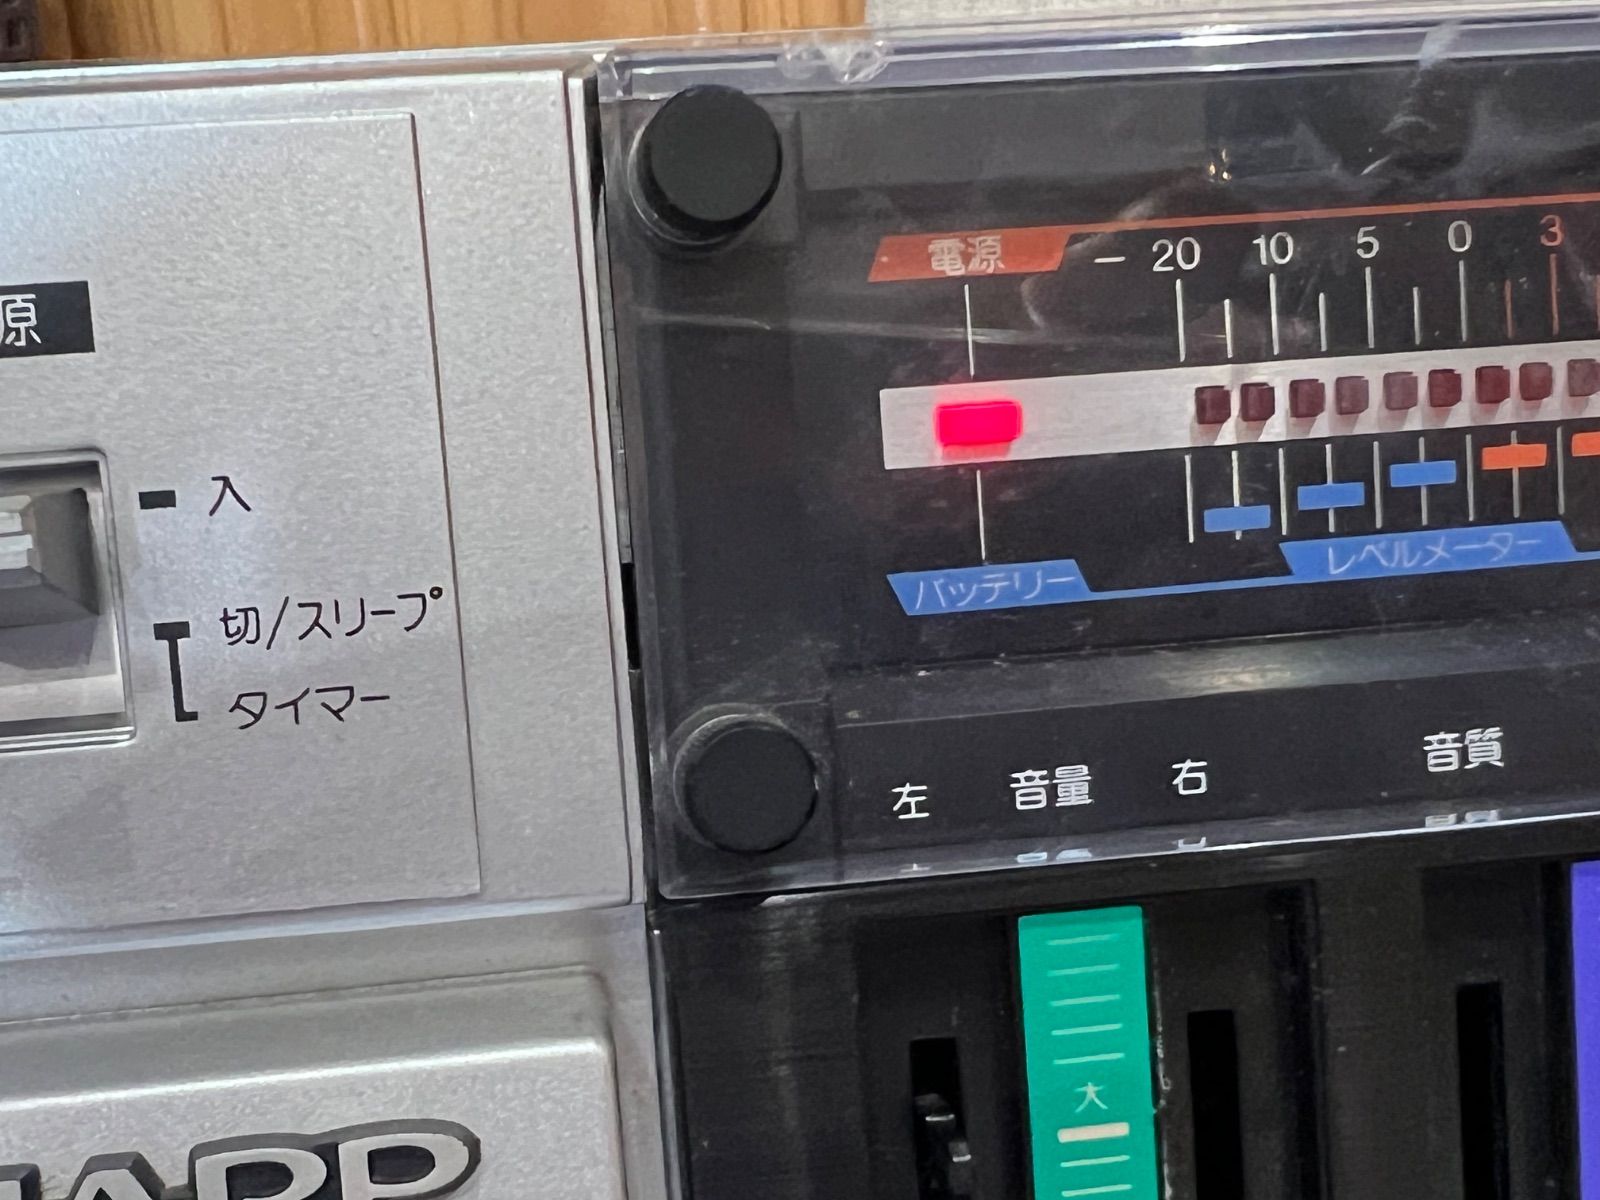 原
入
切/スリープ
タイマー
電源
− 20 10 5 0 3
バッテリー
レベルメーター
左 音量 右 音質
大